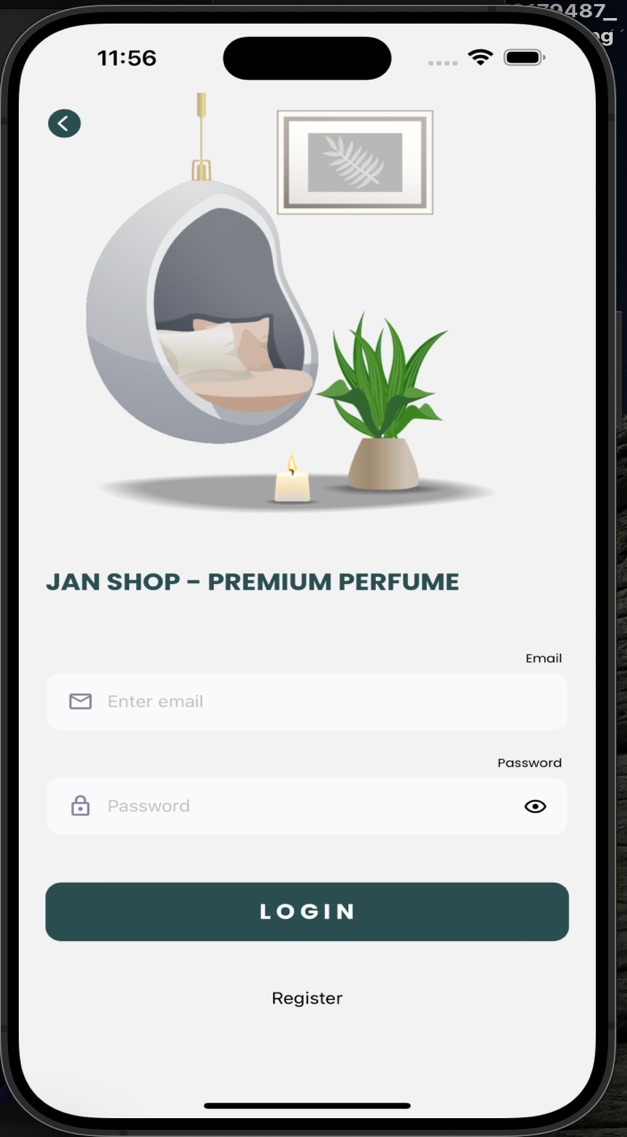 11:56
JAN SHOP – PREMIUM PERFUME
Email
Enter email
Password
Password
LOGIN
Register